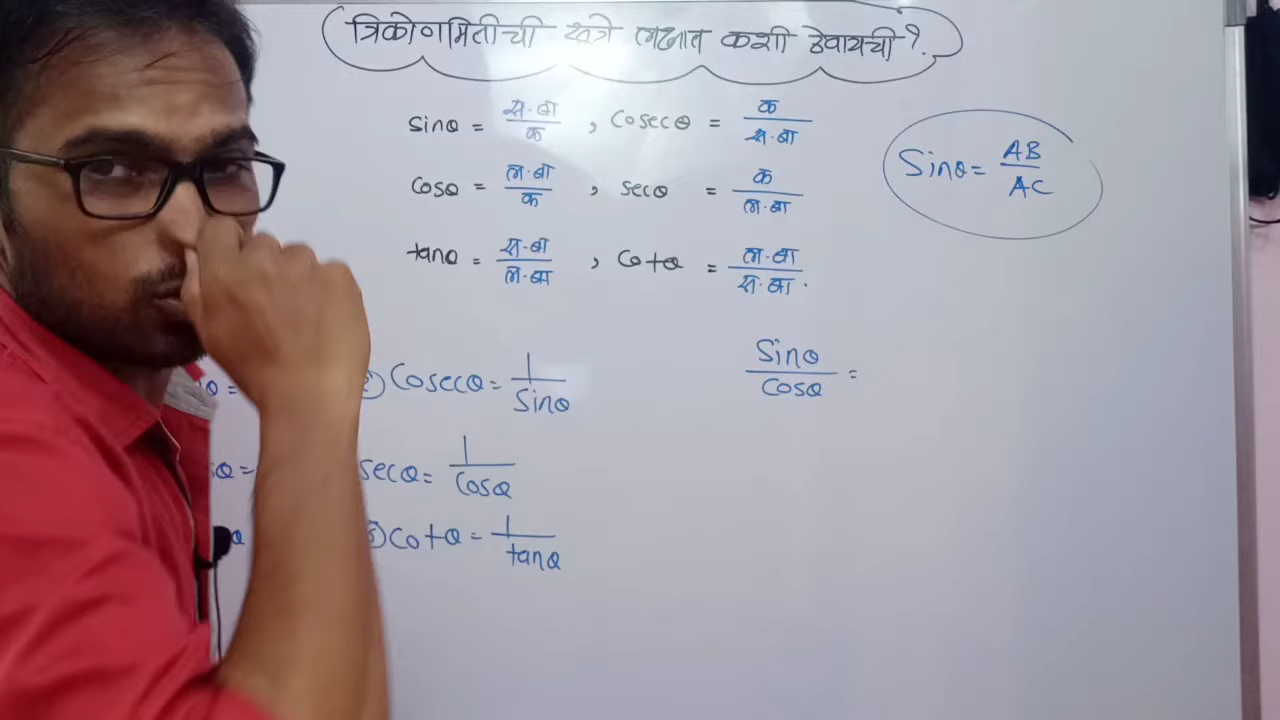 त्रिकोणमितीची सूत्रे लक्षात कशी ठेवायची?
sinθ = स.बा/क , Cosecθ = क/स.बा
Sinθ = AB/AC
cosθ = ल.बा/क , secθ = क/ल.बा
tanθ = स.बा/ल.बा , Cotθ = ल.बा/स.बा.
Sinθ/Cosθ =
Cosecθ = 1/Sinθ
secθ = 1/Cosθ
Cotθ = 1/tanθ